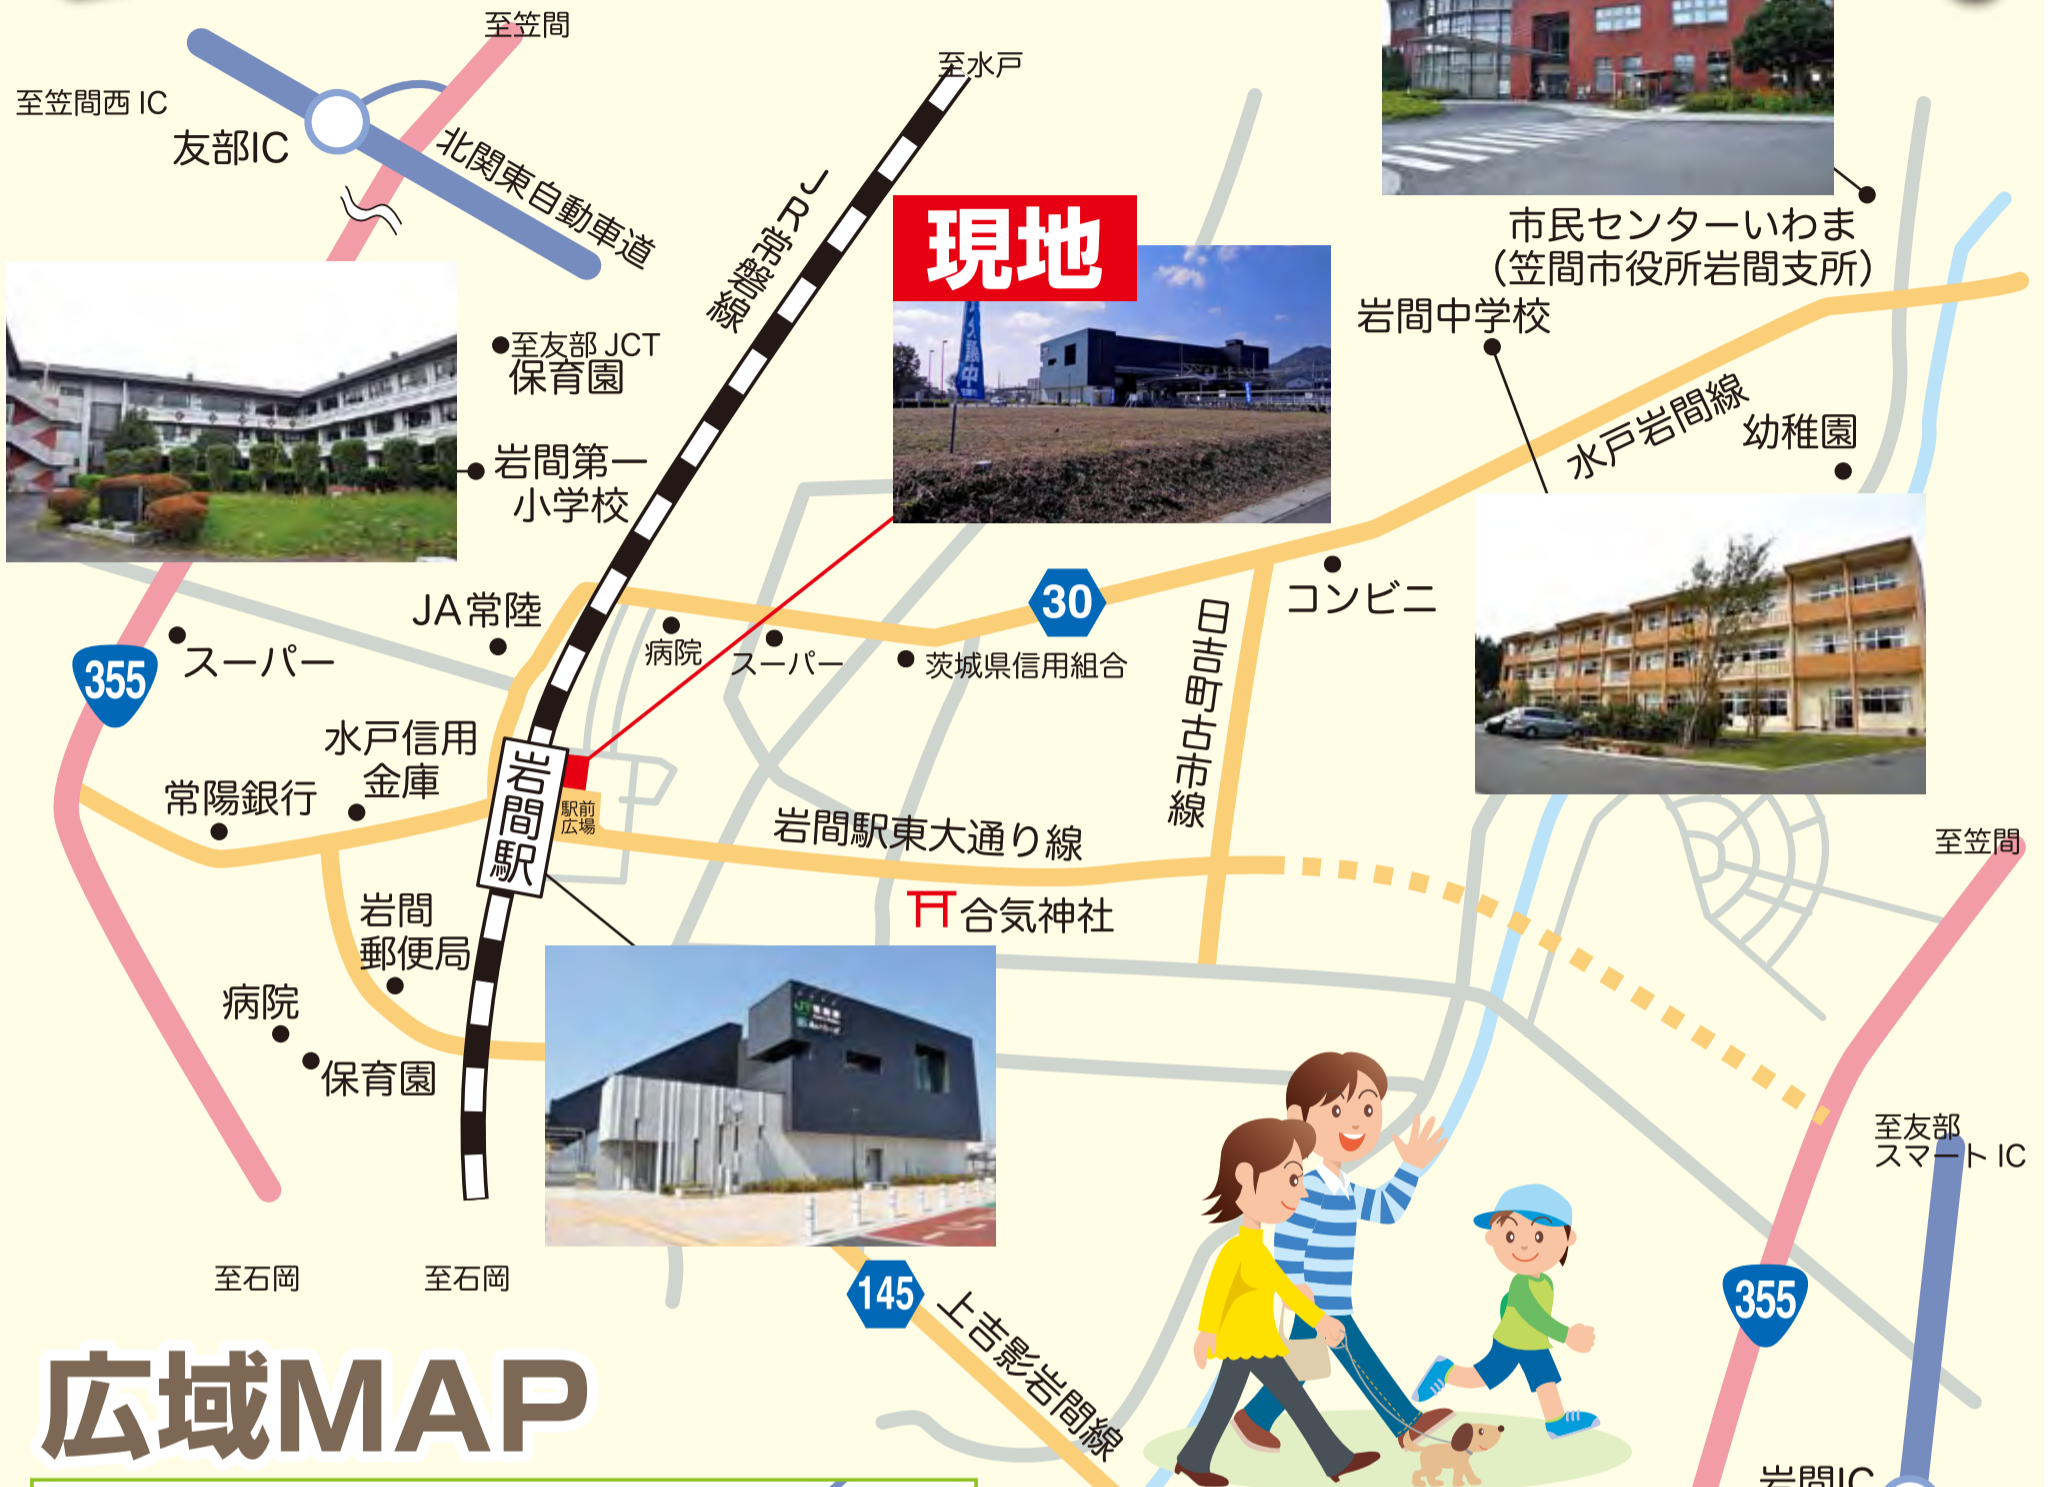 至笠間
至水戸
至笠間西 IC
友部IC
北関東自動車道
JR常磐線
現地
市民センターいわま
(笠間市役所岩間支所)
岩間中学校
至友部 JCT
保育園
水戸岩間線
幼稚園
岩間第一
小学校
JA常陸
30
コンビニ
スーパー
355
病院
スーパー
茨城県信用組合
日吉町古市線
水戸信用
金庫
常陽銀行
岩間駅
駅前
広場
岩間駅東大通り線
至笠間
合気神社
岩間
郵便局
病院
保育園
至友部
スマート IC
至石岡
至石岡
145
上吉影岩間線
355
広域MAP
岩間IC